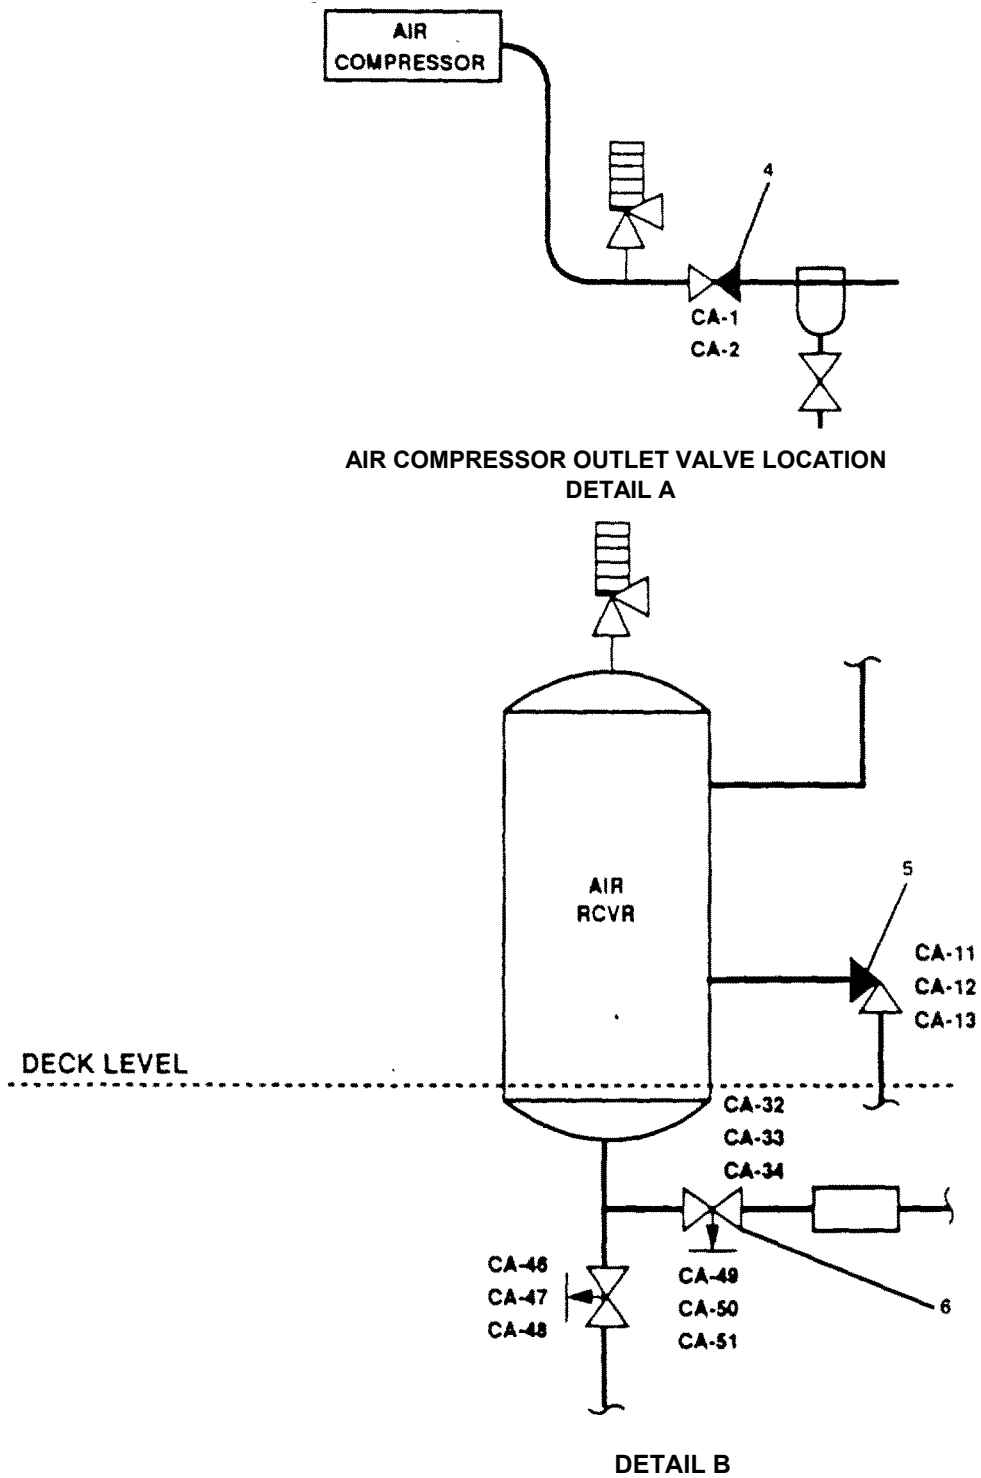 AIR
COMPRESSOR
4
CA-1
CA-2
AIR COMPRESSOR OUTLET VALVE LOCATION
DETAIL A
AIR
RCVR
5
CA-11
CA-12
CA-13
DECK LEVEL
CA-32
CA-33
CA-34
CA-46
CA-47
CA-48
CA-49
CA-50
CA-51
6
DETAIL B